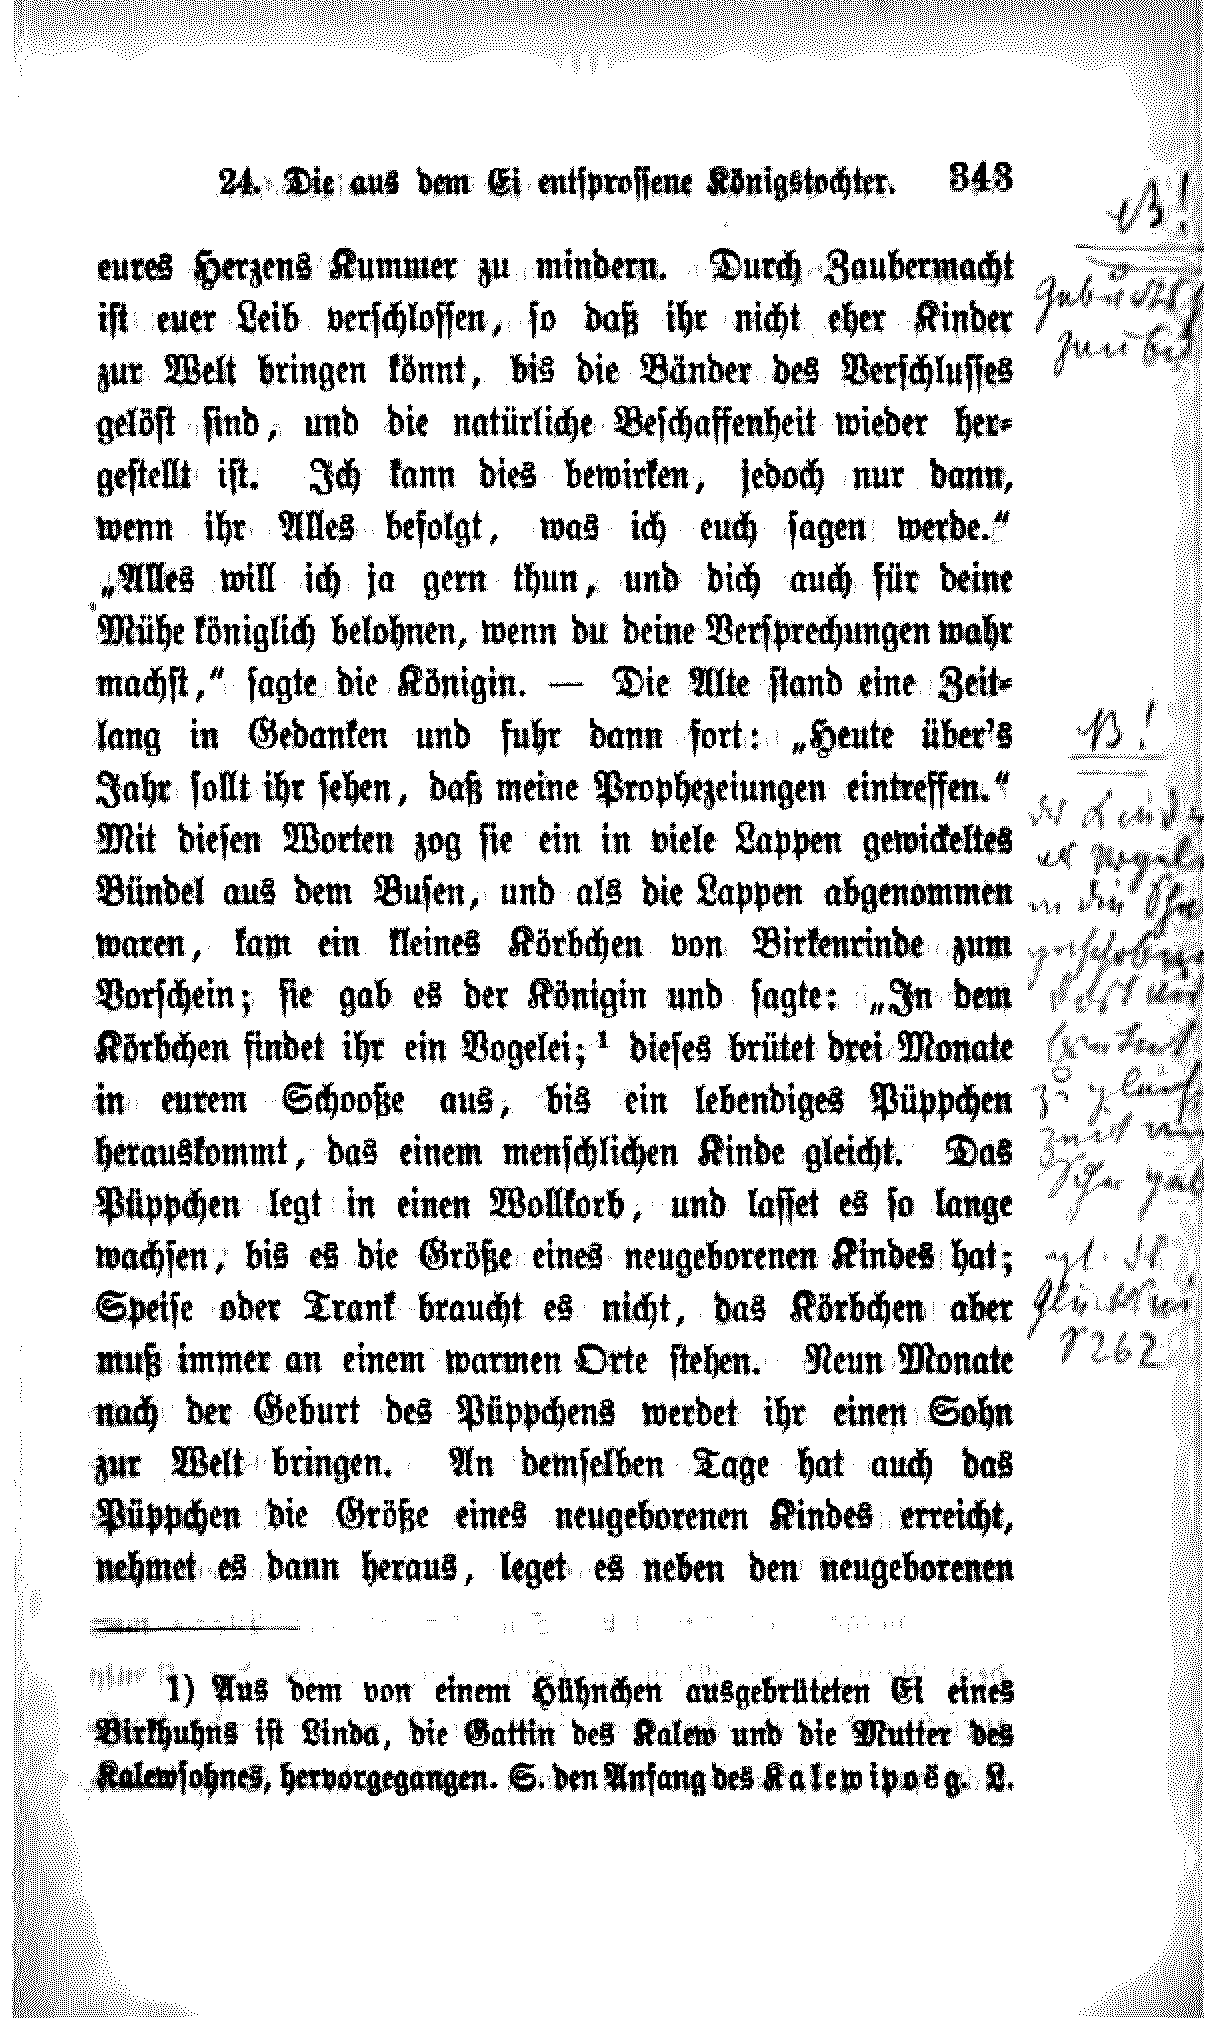 24. Die aus dem Ei entsprossene Königstochter. 343
eures Herzens Kummer zu mindern. Durch Zaubermacht
ist euer Leib verschlossen, so daß ihr nicht eher Kinder
zur Welt bringen könnt, bis die Bänder des Verschlusses
gelöst sind, und die natürliche Beschaffenheit wieder her-
gestellt ist. Ich kann dies bewirken, jedoch nur dann,
wenn ihr Alles befolgt, was ich euch sagen werde.“
„Alles will ich ja gern thun, und dich auch für deine
Mühe königlich belohnen, wenn du deine Versprechungen wahr
machst,“ sagte die Königin. — Die Alte stand eine Zeit-
lang in Gedanken und fuhr dann fort: „Heute über's
Jahr sollt ihr sehen, daß meine Prophezeiungen eintreffen.“
Mit diesen Worten zog sie ein in viele Lappen gewickeltes
Bündel aus dem Busen, und als die Lappen abgenommen
waren, kam ein kleines Körbchen von Birkenrinde zum
Vorschein; sie gab es der Königin und sagte: „In dem
Körbchen findet ihr ein Vogelei;¹ dieses brütet drei Monate
in eurem Schooße aus, bis ein lebendiges Püppchen
herauskommt, das einem menschlichen Kinde gleicht. Das
Püppchen legt in einen Wollkorb, und lasset es so lange
wachsen, bis es die Größe eines neugeborenen Kindes hat;
Speise oder Trank braucht es nicht, das Körbchen aber
muß immer an einem warmen Orte stehen. Neun Monate
nach der Geburt des Püppchens werdet ihr einen Sohn
zur Welt bringen. An demselben Tage hat auch das
Püppchen die Größe eines neugeborenen Kindes erreicht,
nehmet es dann heraus, leget es neben den neugeborenen
1) Aus dem von einem Hühnchen ausgebrüteten Ei eines
Birkhuhns ist Linda, die Gattin des Kalew und die Mutter des
Kalewsohnes, hervorgegangen. S. den Anfang des Kalewipoëg. L.
B!
B!
262